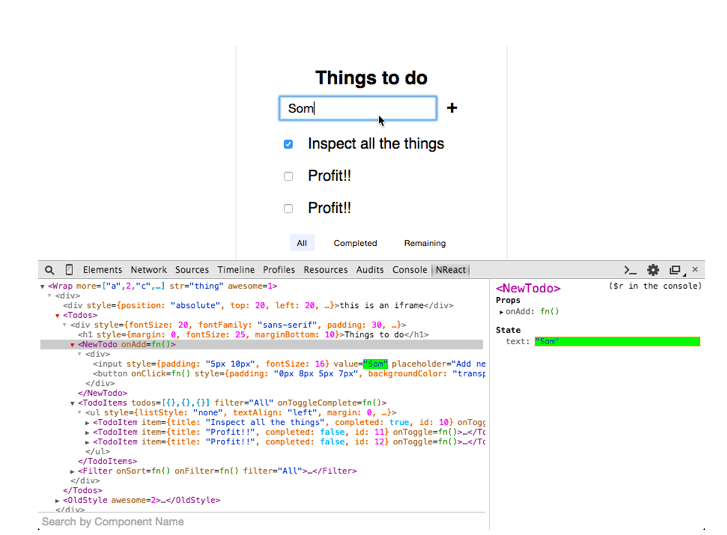 Things to do
Som
+
Inspect all the things
Profit!!
Profit!!
All Completed Remaining
Elements Network Sources Timeline Profiles Resources Audits Console NReact
<Wrap more=["a",2,"c",…] str="thing" awesome=1>
<div>
<div style={position: "absolute", top: 20, left: 20, …}>this is an iframe</div>
<Todos>
<div style={fontSize: 20, fontFamily: "sans-serif", padding: 30, …}>
<h1 style={margin: 0, fontSize: 25, marginBottom: 10}>Things to do</h1>
<NewTodo onAdd=fn()>
<div>
<input style={padding: "5px 10px", fontSize: 16} value="Som" placeholder="Add ne
<button onClick=fn() style={padding: "0px 8px 5px 7px", backgroundColor: "transp
</div>
</NewTodo>
<TodoItems todos=[{},{},{}] filter="All" onToggleComplete=fn()>
<ul style={listStyle: "none", textAlign: "left", margin: 0, …}>
<TodoItem item={title: "Inspect all the things", completed: true, id: 10} onTogg
<TodoItem item={title: "Profit!!", completed: false, id: 11} onToggle=fn()>…</Tc
<TodoItem item={title: "Profit!!", completed: false, id: 12} onToggle=fn()>…</Tc
</ul>
</TodoItems>
<Filter onSort=fn() onFilter=fn() filter="All">…</Filter>
</div>
</Todos>
<OldStyle awesome=2>…</OldStyle>
</div>
Search by Component Name
<NewTodo> ($r in the console)
Props
onAdd: fn()
State
text: "Som"